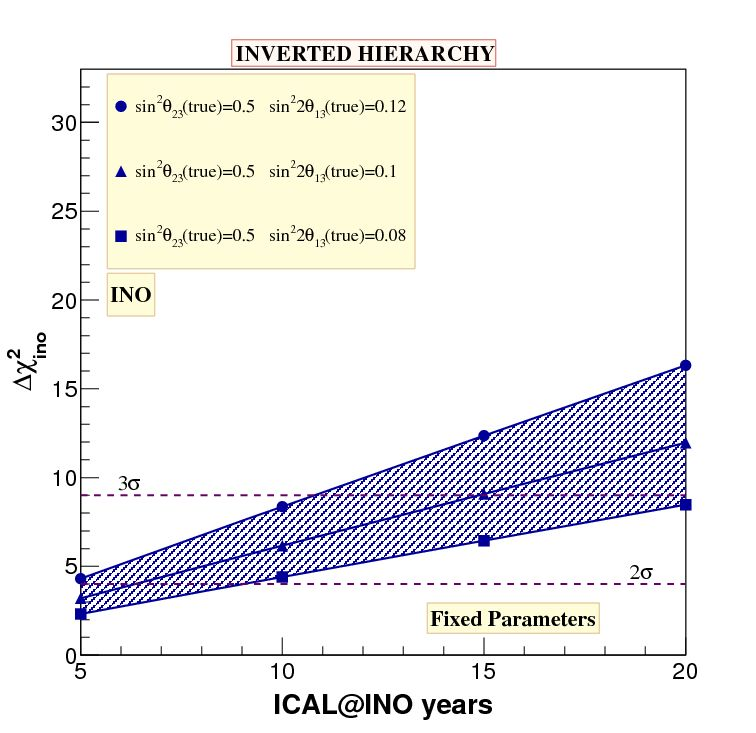 INVERTED HIERARCHY
sin²θ₂₃(true)=0.5 sin²2θ₁₃(true)=0.12
sin²θ₂₃(true)=0.5 sin²2θ₁₃(true)=0.1
sin²θ₂₃(true)=0.5 sin²2θ₁₃(true)=0.08
INO
30
25
20
15
10
5
0
Δχ²ino
3σ
2σ
Fixed Parameters
5 10 15 20
ICAL@INO years